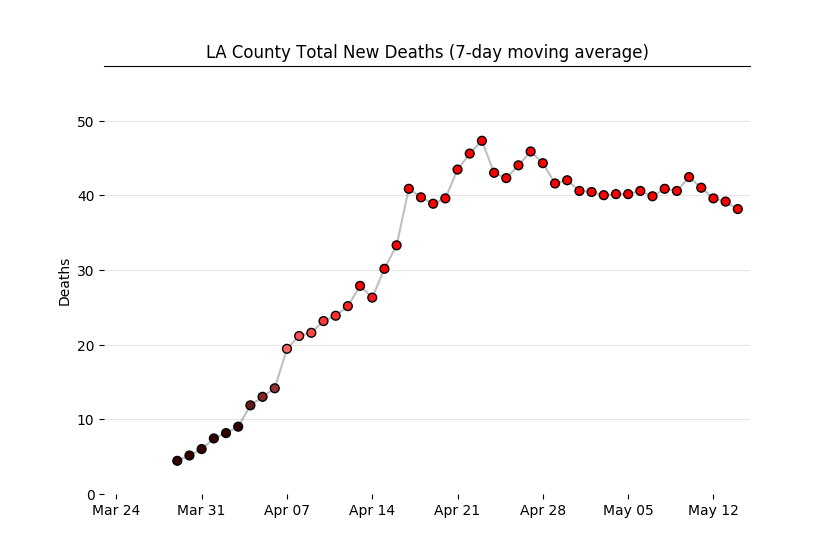 LA County Total New Deaths (7-day moving average)
50
40
30
20
10
0
Deaths
Mar 24 Mar 31 Apr 07 Apr 14 Apr 21 Apr 28 May 05 May 12